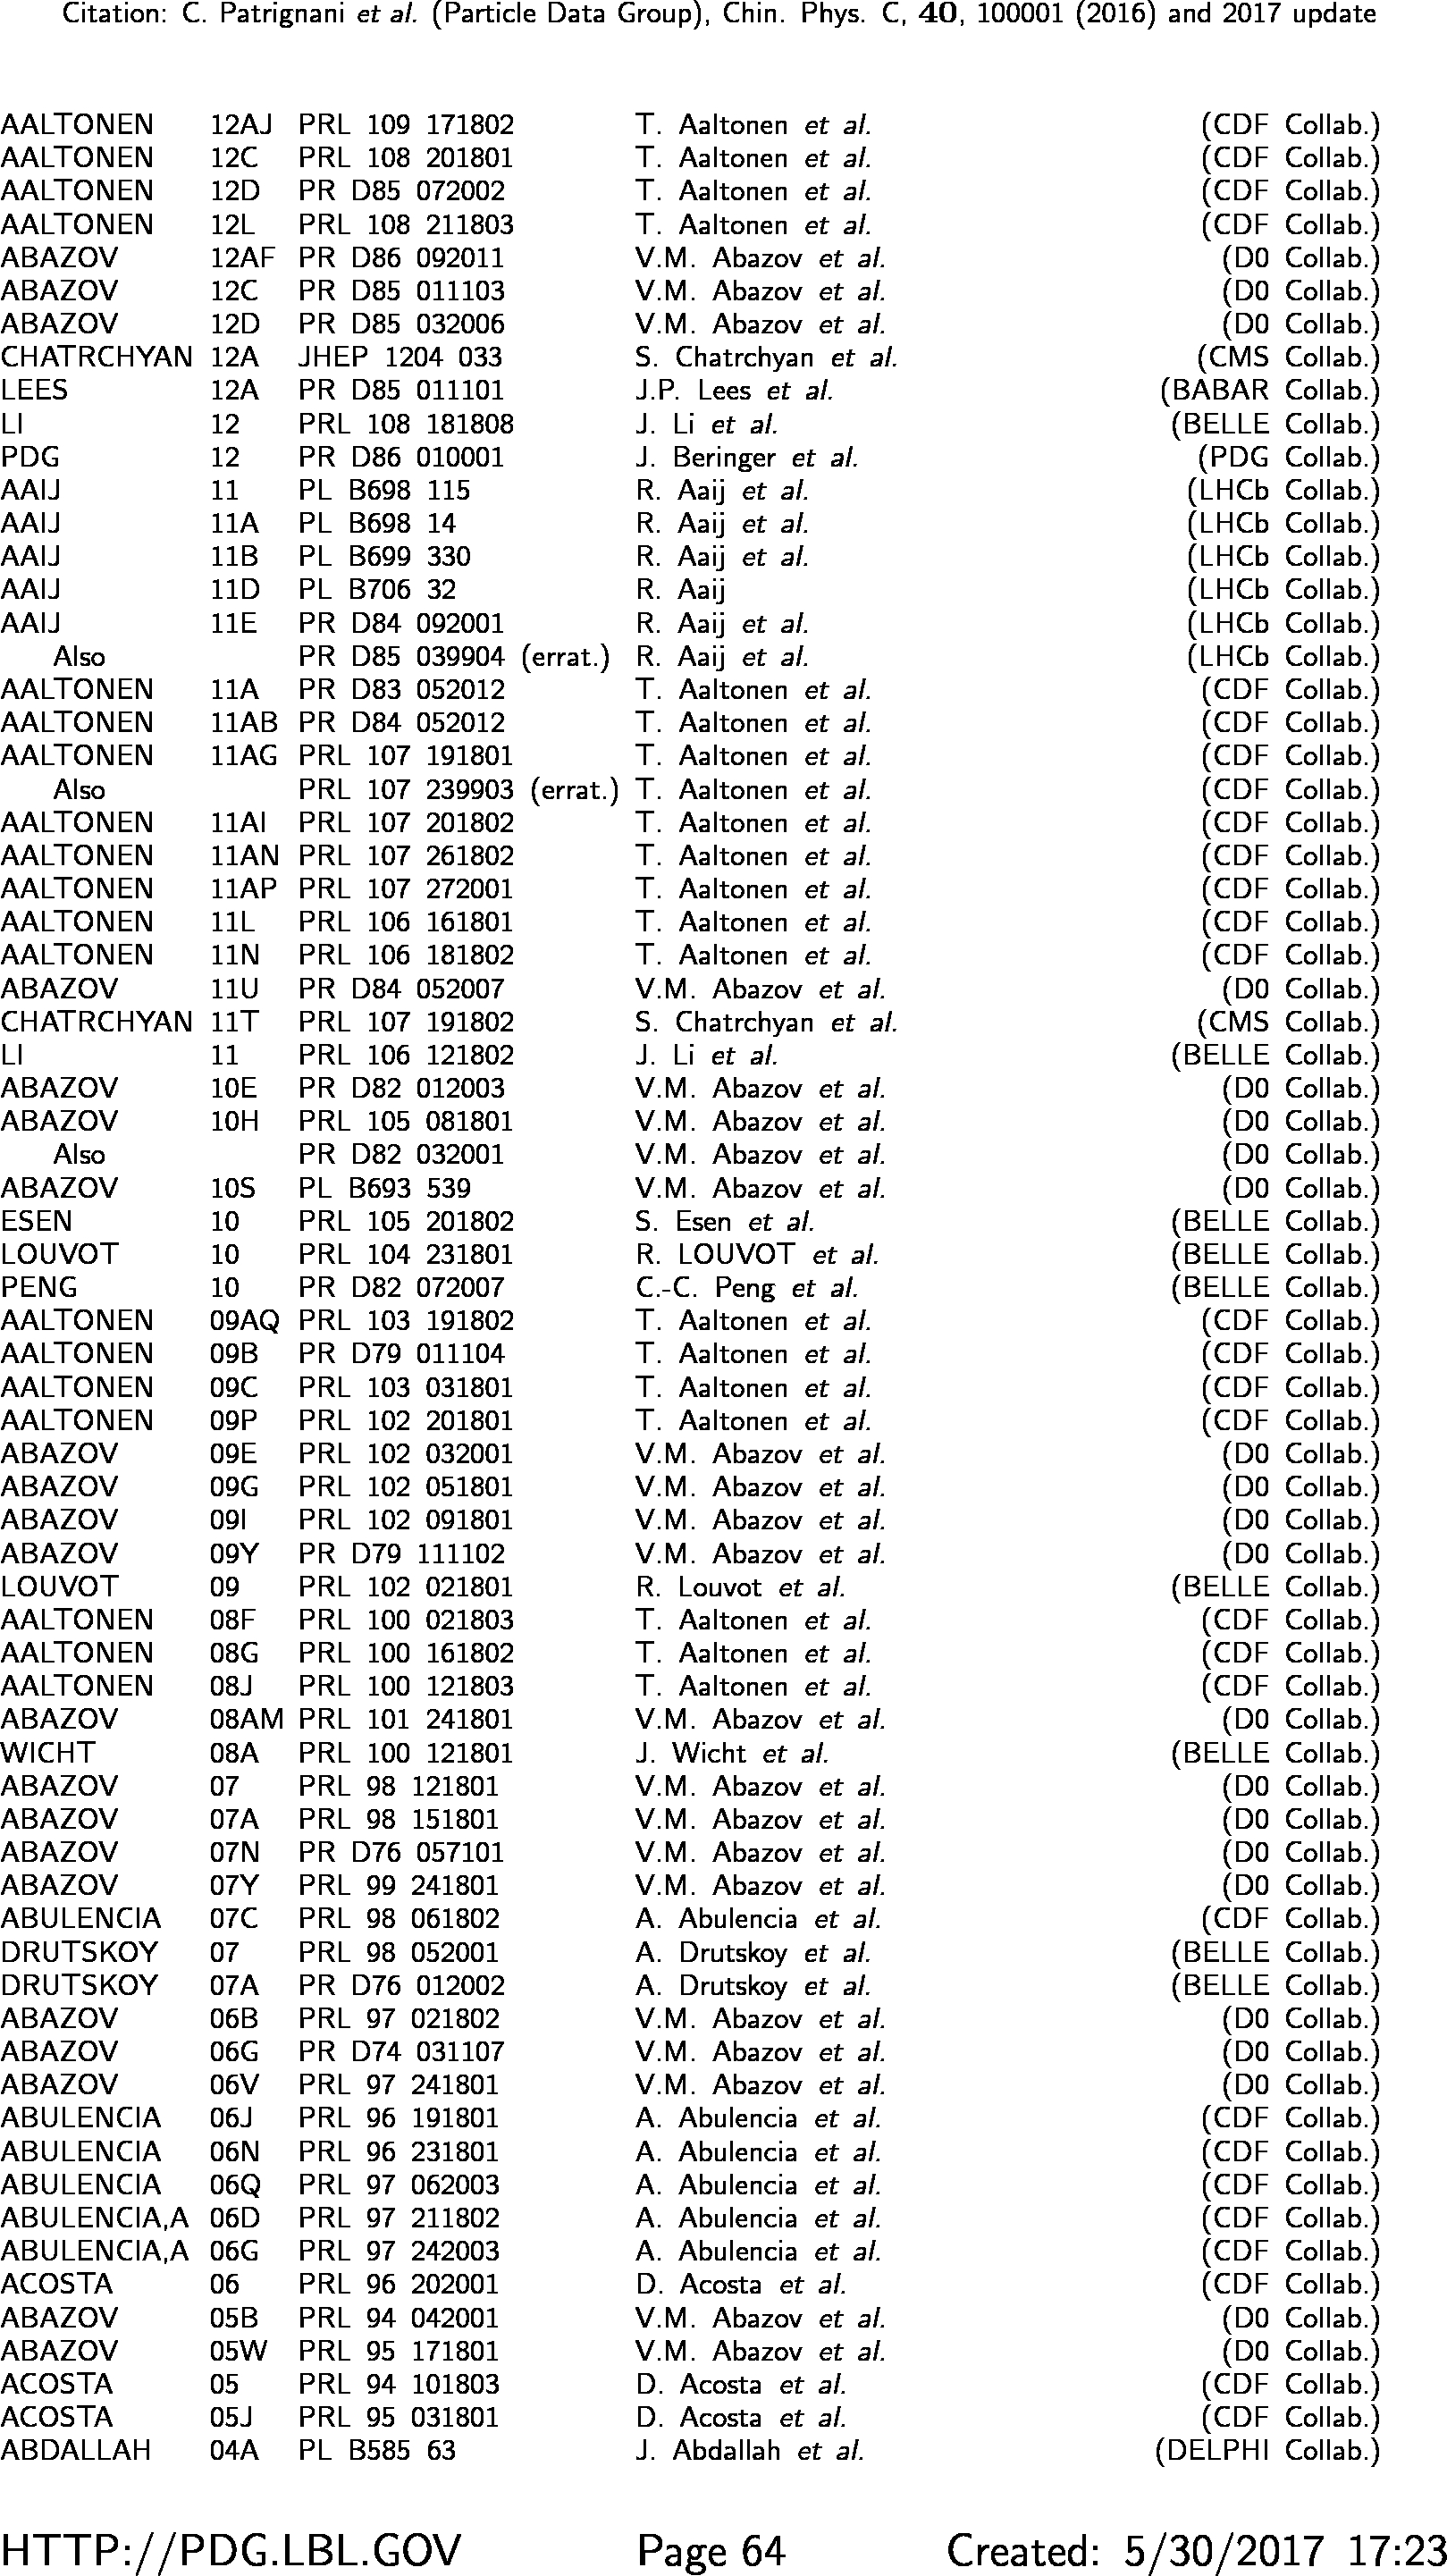 Citation: C. Patrignani et al. (Particle Data Group), Chin. Phys. C, 40, 100001 (2016) and 2017 update
AALTONEN 12AJ PRL 109 171802 T. Aaltonen et al. (CDF Collab.)
AALTONEN 12C PRL 108 201801 T. Aaltonen et al. (CDF Collab.)
AALTONEN 12D PR D85 072002 T. Aaltonen et al. (CDF Collab.)
AALTONEN 12L PRL 108 211803 T. Aaltonen et al. (CDF Collab.)
ABAZOV 12AF PR D86 092011 V.M. Abazov et al. (D0 Collab.)
ABAZOV 12C PR D85 011103 V.M. Abazov et al. (D0 Collab.)
ABAZOV 12D PR D85 032006 V.M. Abazov et al. (D0 Collab.)
CHATRCHYAN 12A JHEP 1204 033 S. Chatrchyan et al. (CMS Collab.)
LEES 12A PR D85 011101 J.P. Lees et al. (BABAR Collab.)
LI 12 PRL 108 181808 J. Li et al. (BELLE Collab.)
PDG 12 PR D86 010001 J. Beringer et al. (PDG Collab.)
AAIJ 11 PL B698 115 R. Aaij et al. (LHCb Collab.)
AAIJ 11A PL B698 14 R. Aaij et al. (LHCb Collab.)
AAIJ 11B PL B699 330 R. Aaij et al. (LHCb Collab.)
AAIJ 11D PL B706 32 R. Aaij (LHCb Collab.)
AAIJ 11E PR D84 092001 R. Aaij et al. (LHCb Collab.)
Also PR D85 039904 (errat.) R. Aaij et al. (LHCb Collab.)
AALTONEN 11A PR D83 052012 T. Aaltonen et al. (CDF Collab.)
AALTONEN 11AB PR D84 052012 T. Aaltonen et al. (CDF Collab.)
AALTONEN 11AG PRL 107 191801 T. Aaltonen et al. (CDF Collab.)
Also PRL 107 239903 (errat.) T. Aaltonen et al. (CDF Collab.)
AALTONEN 11AI PRL 107 201802 T. Aaltonen et al. (CDF Collab.)
AALTONEN 11AN PRL 107 261802 T. Aaltonen et al. (CDF Collab.)
AALTONEN 11AP PRL 107 272001 T. Aaltonen et al. (CDF Collab.)
AALTONEN 11L PRL 106 161801 T. Aaltonen et al. (CDF Collab.)
AALTONEN 11N PRL 106 181802 T. Aaltonen et al. (CDF Collab.)
ABAZOV 11U PR D84 052007 V.M. Abazov et al. (D0 Collab.)
CHATRCHYAN 11T PRL 107 191802 S. Chatrchyan et al. (CMS Collab.)
LI 11 PRL 106 121802 J. Li et al. (BELLE Collab.)
ABAZOV 10E PR D82 012003 V.M. Abazov et al. (D0 Collab.)
ABAZOV 10H PRL 105 081801 V.M. Abazov et al. (D0 Collab.)
Also PR D82 032001 V.M. Abazov et al. (D0 Collab.)
ABAZOV 10S PL B693 539 V.M. Abazov et al. (D0 Collab.)
ESEN 10 PRL 105 201802 S. Esen et al. (BELLE Collab.)
LOUVOT 10 PRL 104 231801 R. LOUVOT et al. (BELLE Collab.)
PENG 10 PR D82 072007 C.-C. Peng et al. (BELLE Collab.)
AALTONEN 09AQ PRL 103 191802 T. Aaltonen et al. (CDF Collab.)
AALTONEN 09B PR D79 011104 T. Aaltonen et al. (CDF Collab.)
AALTONEN 09C PRL 103 031801 T. Aaltonen et al. (CDF Collab.)
AALTONEN 09P PRL 102 201801 T. Aaltonen et al. (CDF Collab.)
ABAZOV 09E PRL 102 032001 V.M. Abazov et al. (D0 Collab.)
ABAZOV 09G PRL 102 051801 V.M. Abazov et al. (D0 Collab.)
ABAZOV 09I PRL 102 091801 V.M. Abazov et al. (D0 Collab.)
ABAZOV 09Y PR D79 111102 V.M. Abazov et al. (D0 Collab.)
LOUVOT 09 PRL 102 021801 R. Louvot et al. (BELLE Collab.)
AALTONEN 08F PRL 100 021803 T. Aaltonen et al. (CDF Collab.)
AALTONEN 08G PRL 100 161802 T. Aaltonen et al. (CDF Collab.)
AALTONEN 08J PRL 100 121803 T. Aaltonen et al. (CDF Collab.)
ABAZOV 08AM PRL 101 241801 V.M. Abazov et al. (D0 Collab.)
WICHT 08A PRL 100 121801 J. Wicht et al. (BELLE Collab.)
ABAZOV 07 PRL 98 121801 V.M. Abazov et al. (D0 Collab.)
ABAZOV 07A PRL 98 151801 V.M. Abazov et al. (D0 Collab.)
ABAZOV 07N PR D76 057101 V.M. Abazov et al. (D0 Collab.)
ABAZOV 07Y PRL 99 241801 V.M. Abazov et al. (D0 Collab.)
ABULENCIA 07C PRL 98 061802 A. Abulencia et al. (CDF Collab.)
DRUTSKOY 07 PRL 98 052001 A. Drutskoy et al. (BELLE Collab.)
DRUTSKOY 07A PR D76 012002 A. Drutskoy et al. (BELLE Collab.)
ABAZOV 06B PRL 97 021802 V.M. Abazov et al. (D0 Collab.)
ABAZOV 06G PR D74 031107 V.M. Abazov et al. (D0 Collab.)
ABAZOV 06V PRL 97 241801 V.M. Abazov et al. (D0 Collab.)
ABULENCIA 06J PRL 96 191801 A. Abulencia et al. (CDF Collab.)
ABULENCIA 06N PRL 96 231801 A. Abulencia et al. (CDF Collab.)
ABULENCIA 06Q PRL 97 062003 A. Abulencia et al. (CDF Collab.)
ABULENCIA,A 06D PRL 97 211802 A. Abulencia et al. (CDF Collab.)
ABULENCIA,A 06G PRL 97 242003 A. Abulencia et al. (CDF Collab.)
ACOSTA 06 PRL 96 202001 D. Acosta et al. (CDF Collab.)
ABAZOV 05B PRL 94 042001 V.M. Abazov et al. (D0 Collab.)
ABAZOV 05W PRL 95 171801 V.M. Abazov et al. (D0 Collab.)
ACOSTA 05 PRL 94 101803 D. Acosta et al. (CDF Collab.)
ACOSTA 05J PRL 95 031801 D. Acosta et al. (CDF Collab.)
ABDALLAH 04A PL B585 63 J. Abdallah et al. (DELPHI Collab.)
HTTP://PDG.LBL.GOV Page 64 Created: 5/30/2017 17:23